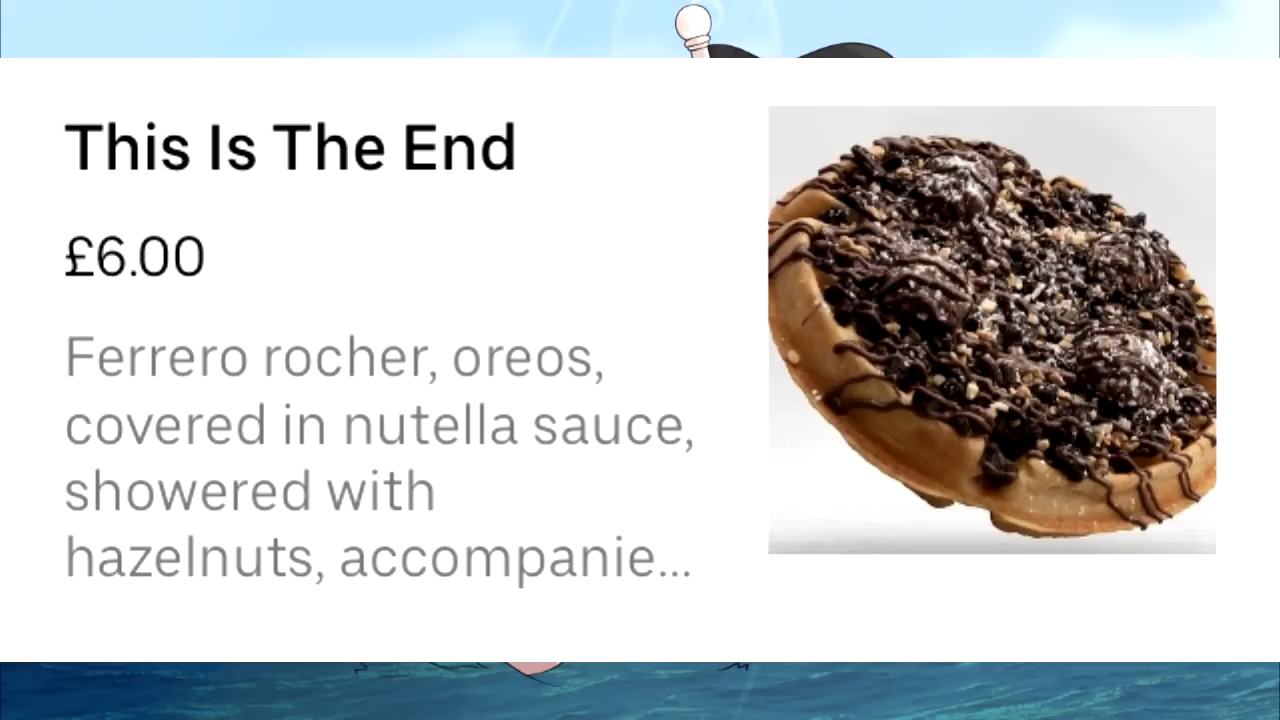 This Is The End
£6.00
Ferrero rocher, oreos,
covered in nutella sauce,
showered with
hazelnuts, accompanie...